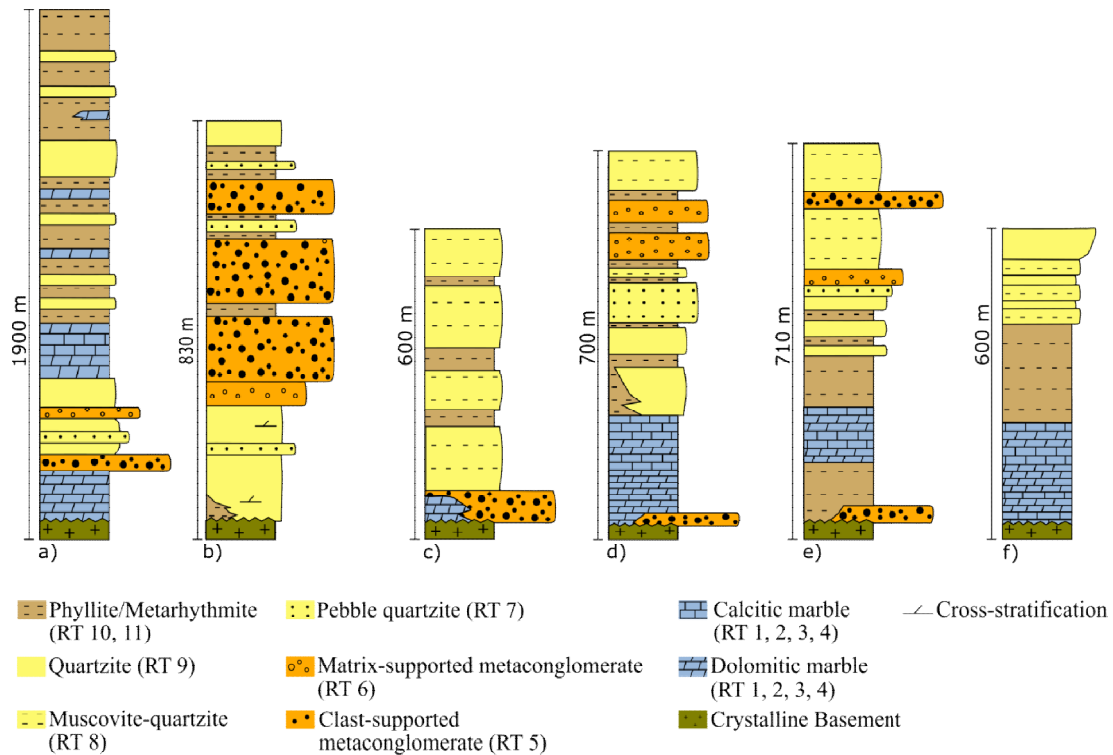 1900 m
a)
830 m
b)
600 m
c)
700 m
d)
710 m
e)
600 m
f)
Phyllite/Metarhythmite
(RT 10, 11)
Quartzite (RT 9)
Muscovite-quartzite
(RT 8)
Pebble quartzite (RT 7)
Matrix-supported metaconglomerate
(RT 6)
Clast-supported
metaconglomerate (RT 5)
Calcitic marble
(RT 1, 2, 3, 4)
Dolomitic marble
(RT 1, 2, 3, 4)
Crystalline Basement
Cross-stratification